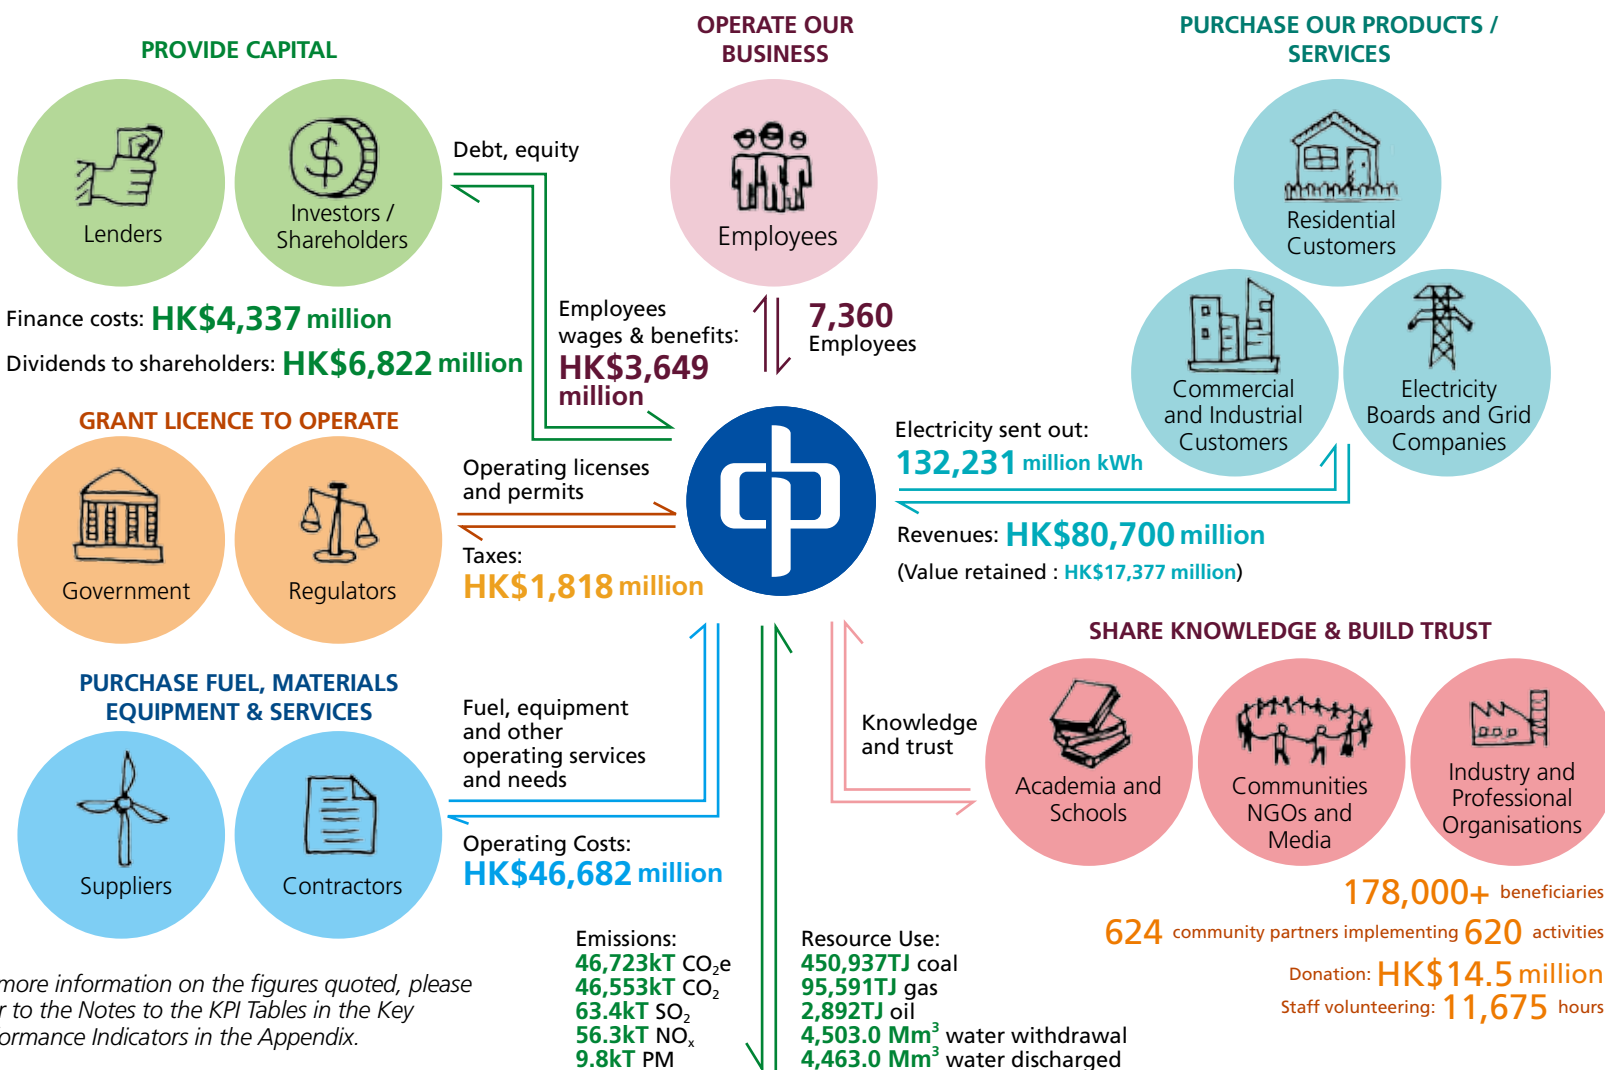 PROVIDE CAPITAL
Lenders
Investors /
Shareholders
Debt, equity
Finance costs: HK$4,337 million
Dividends to shareholders: HK$6,822 million
OPERATE OUR
BUSINESS
Employees
Employees
wages & benefits:
HK$3,649
million
7,360
Employees
PURCHASE OUR PRODUCTS /
SERVICES
Residential
Customers
Commercial
and Industrial
Customers
Electricity
Boards and Grid
Companies
Electricity sent out:
132,231 million kWh
Revenues: HK$80,700 million
(Value retained : HK$17,377 million)
GRANT LICENCE TO OPERATE
Government
Regulators
Operating licenses
and permits
Taxes:
HK$1,818 million
PURCHASE FUEL, MATERIALS
EQUIPMENT & SERVICES
Suppliers
Contractors
Fuel, equipment
and other
operating services
and needs
Operating Costs:
HK$46,682 million
SHARE KNOWLEDGE & BUILD TRUST
Knowledge
and trust
Academia and
Schools
Communities
NGOs and
Media
Industry and
Professional
Organisations
178,000+ beneficiaries
624 community partners implementing 620 activities
Donation: HK$14.5 million
Staff volunteering: 11,675 hours
Emissions:
46,723kT CO₂e
46,553kT CO₂
63.4kT SO₂
56.3kT NOₓ
9.8kT PM
Resource Use:
450,937TJ coal
95,591TJ gas
2,892TJ oil
4,503.0 Mm³ water withdrawal
4,463.0 Mm³ water discharged
more information on the figures quoted, please
r to the Notes to the KPI Tables in the Key
ormance Indicators in the Appendix.